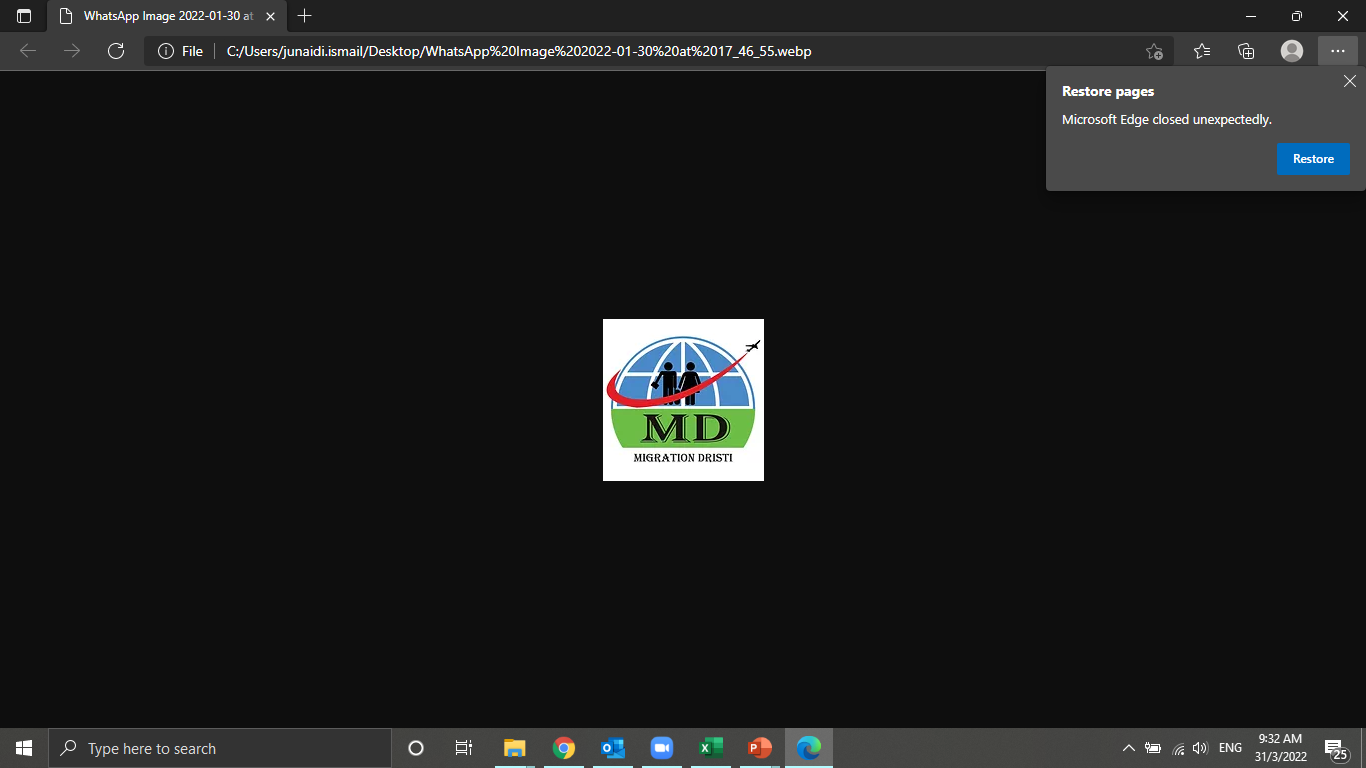 WhatsApp Image 2022-01-30 at
File
C:/Users/junaidi.ismail/Desktop/WhatsApp%20Image%202022-01-30%20at%2017_46_55.webp
Restore pages
Microsoft Edge closed unexpectedly.
Restore
MD
MIGRATION DRISTI
Type here to search
ENG
9:32 AM
31/3/2022
25